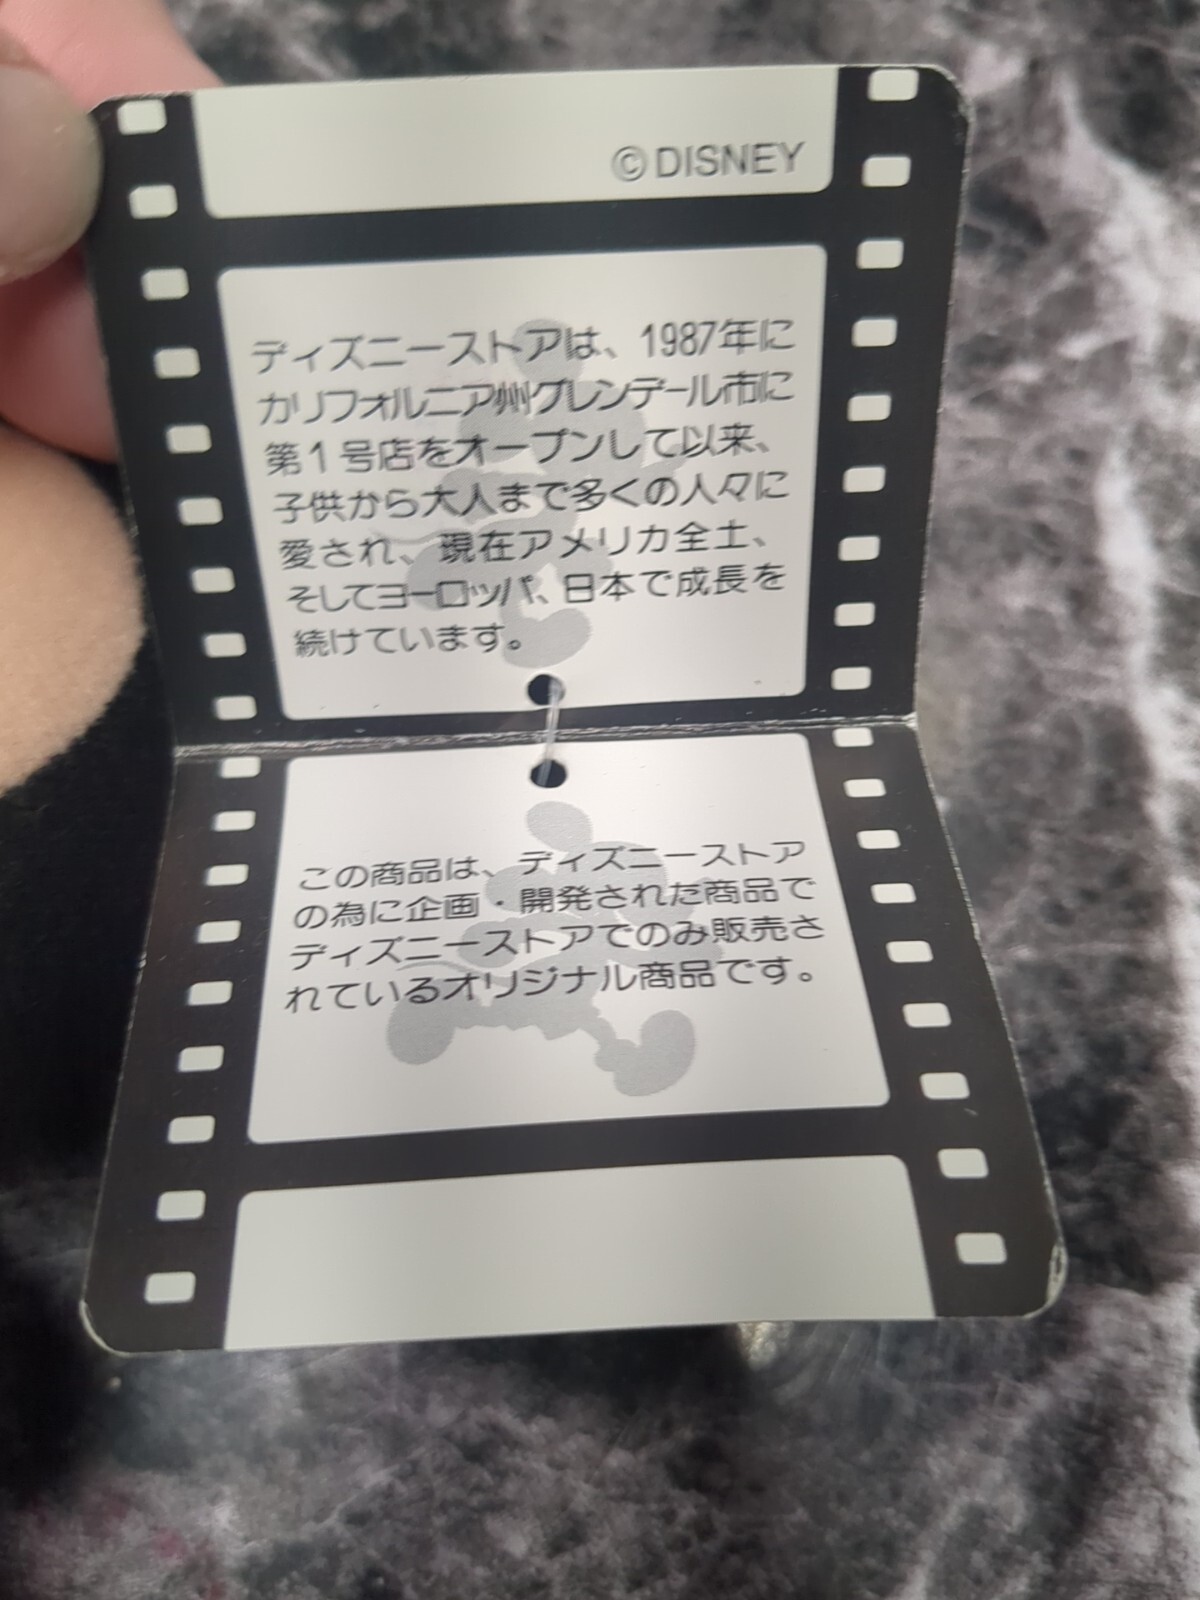 ©DISNEY
ディズニーストアは、1987年に
カリフォルニア州グレンデール市に
第1号店をオープンして以来、
子供から大人まで多くの人々に
愛され、現在アメリカ全土、
そしてヨーロッパ、日本で成長を
続けています。
この商品は、ディズニーストア
の為に企画・開発された商品で
ディズニーストアでのみ販売さ
れているオリジナル商品です。